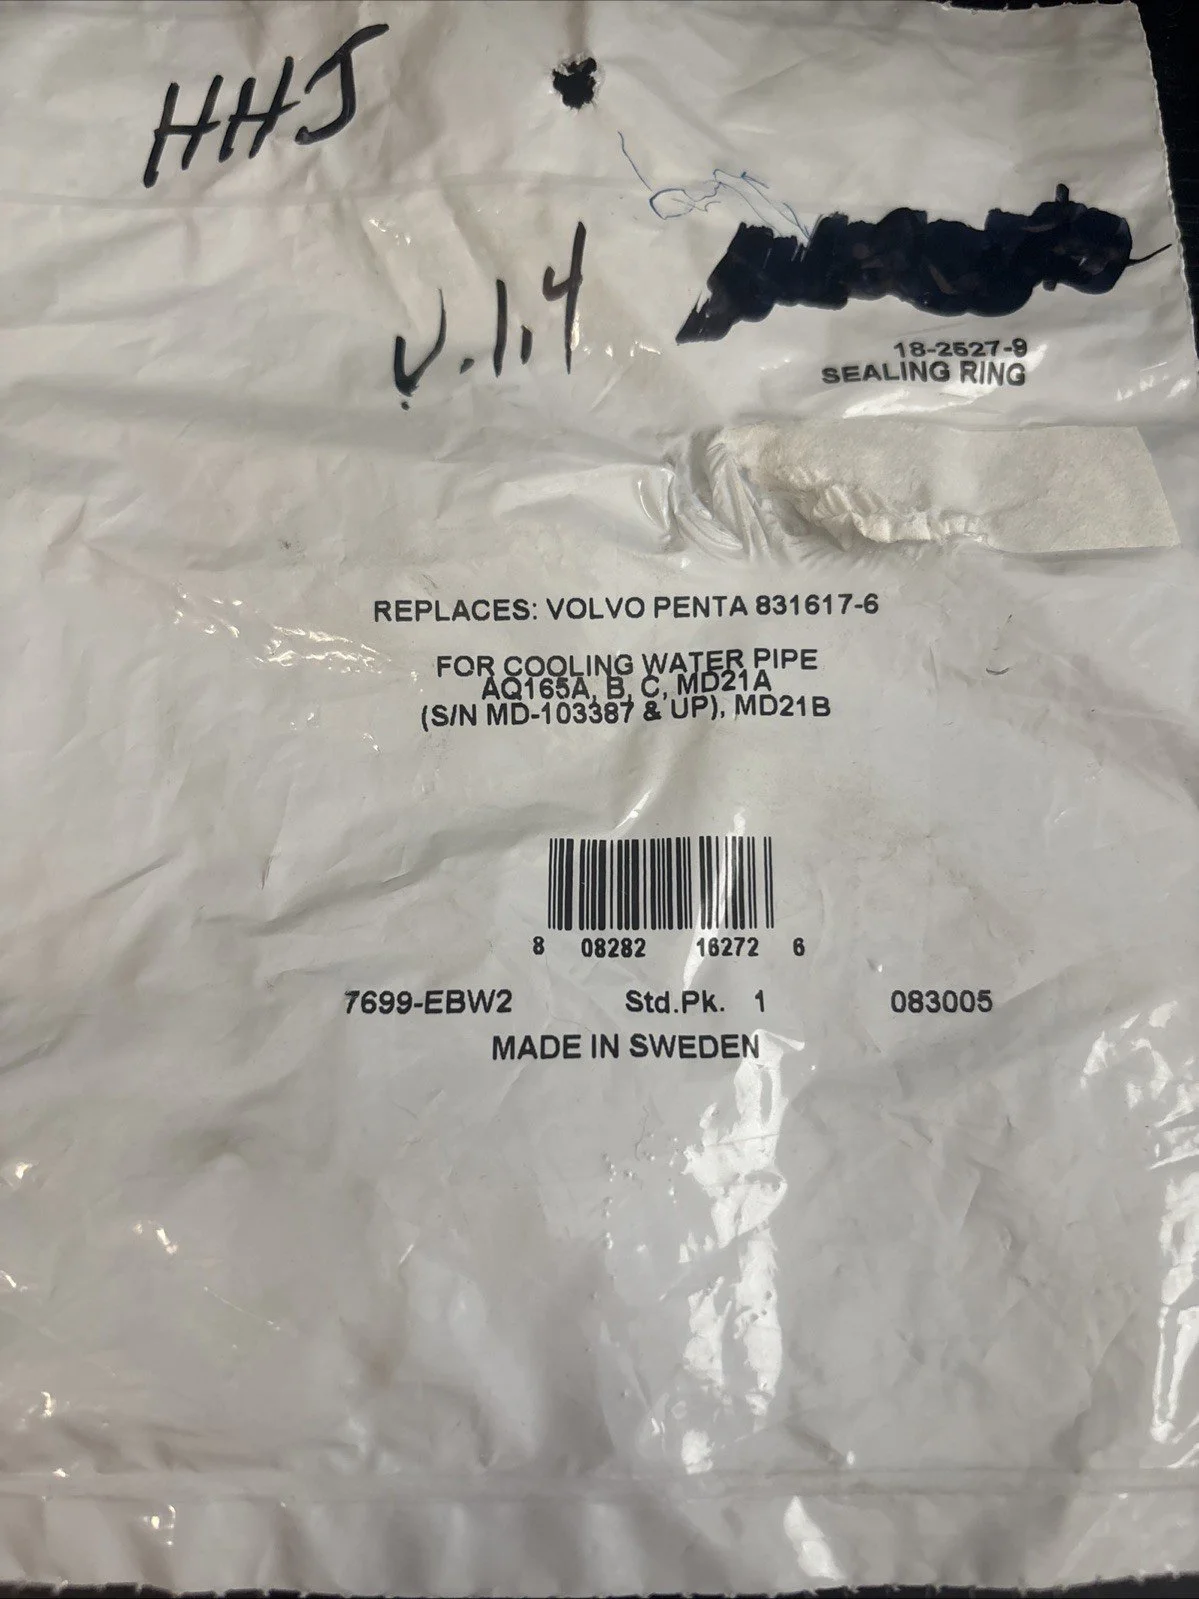 HHJ
V.1.4
18-2527-9
SEALING RING
REPLACES: VOLVO PENTA 831617-6
FOR COOLING WATER PIPE
AQ165A, B, C, MD21A
(S/N MD-103387 & UP), MD21B
8 08282 16272 6
7699-EBW2 Std.Pk. 1 083005
MADE IN SWEDEN